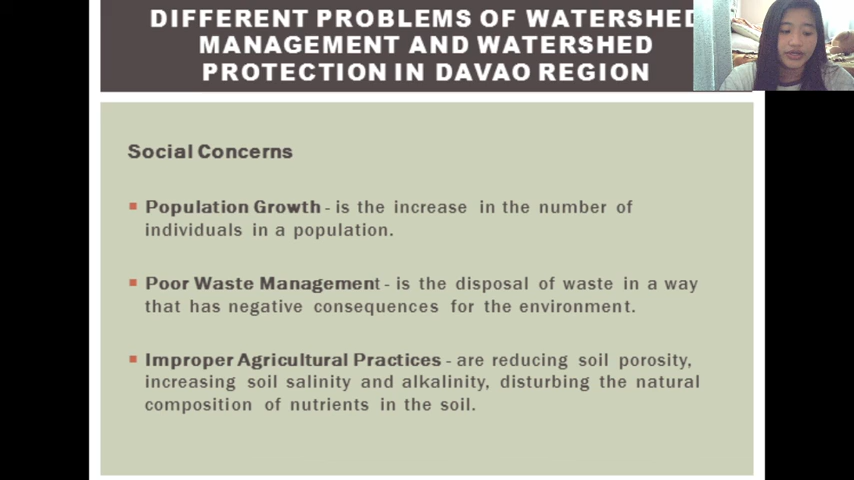 DIFFERENT PROBLEMS OF WATERSHED
MANAGEMENT AND WATERSHED
PROTECTION IN DAVAO REGION
Social Concerns
Population Growth - is the increase in the number of
individuals in a population.
Poor Waste Management - is the disposal of waste in a way
that has negative consequences for the environment.
Improper Agricultural Practices - are reducing soil porosity,
increasing soil salinity and alkalinity, disturbing the natural
composition of nutrients in the soil.